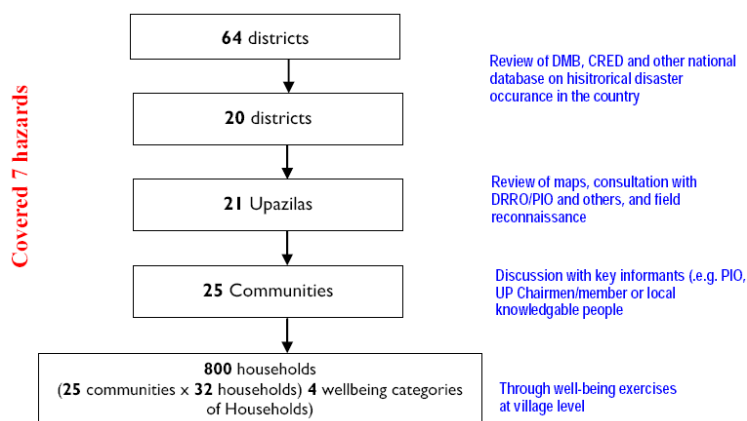 Covered 7 hazards
64 districts
Review of DMB, CRED and other national
database on hisitrorical disaster
occurance in the country
20 districts
21 Upazilas
Review of maps, consultation with
DRRO/PIO and others, and field
reconnaissance
25 Communities
Discussion with key informants (.e.g. PIO,
UP Chairmen/member or local
knowledgable people
800 households
(25 communities x 32 households) 4 wellbeing categories
of Households)
Through well-being exercises
at village level